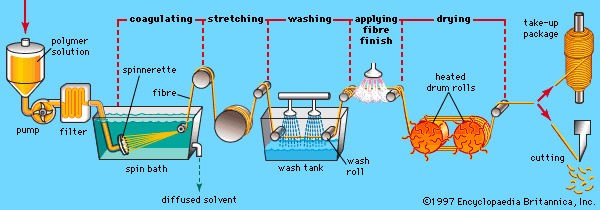 coagulating
stretching
washing
applying
fibre
finish
drying
take-up
package
polymer
solution
spinnerette
fibre
pump
filter
spin bath
diffused solvent
wash tank
wash
roll
heated
drum rolls
cutting
©1997 Encyclopaedia Britannica, Inc.